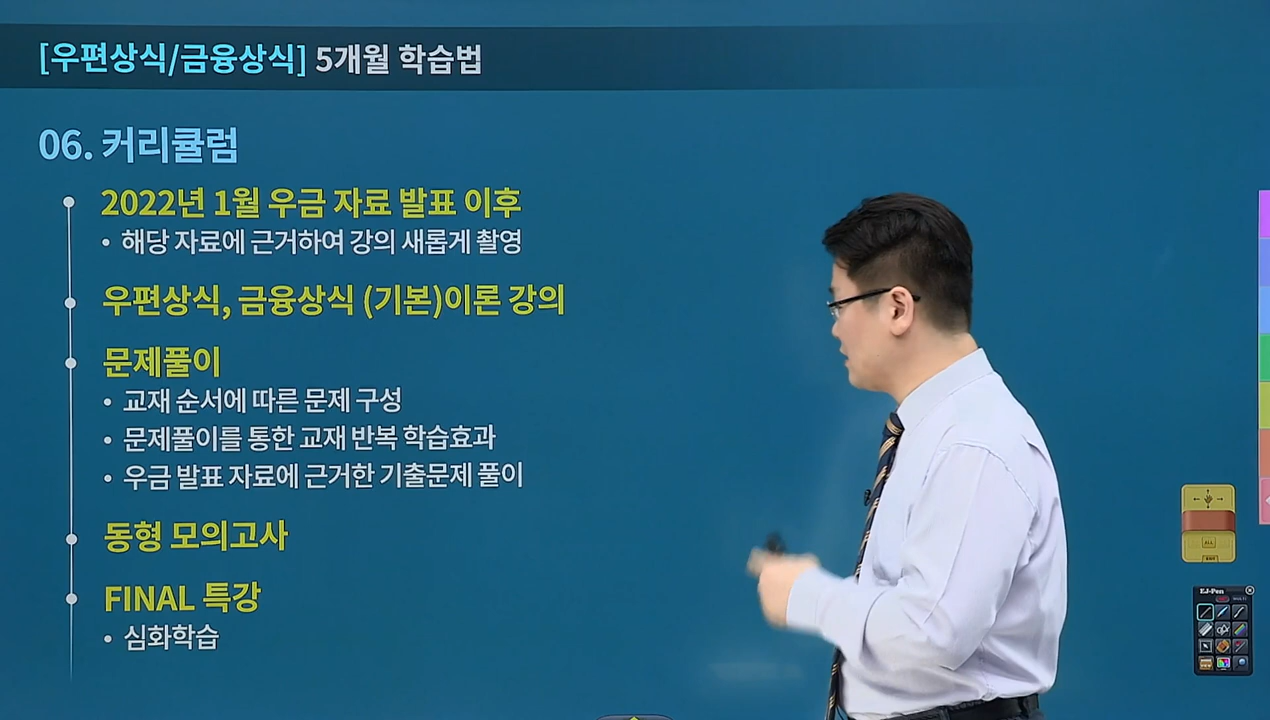 [우편상식/금융상식] 5개월 학습법
06. 커리큘럼
2022년 1월 우금 자료 발표 이후
• 해당 자료에 근거하여 강의 새롭게 촬영
우편상식, 금융상식 (기본)이론 강의
문제풀이
• 교재 순서에 따른 문제 구성
• 문제풀이를 통한 교재 반복 학습효과
• 우금 발표 자료에 근거한 기출문제 풀이
동형 모의고사
FINAL 특강
• 심화학습
ALL
EJ-Pen